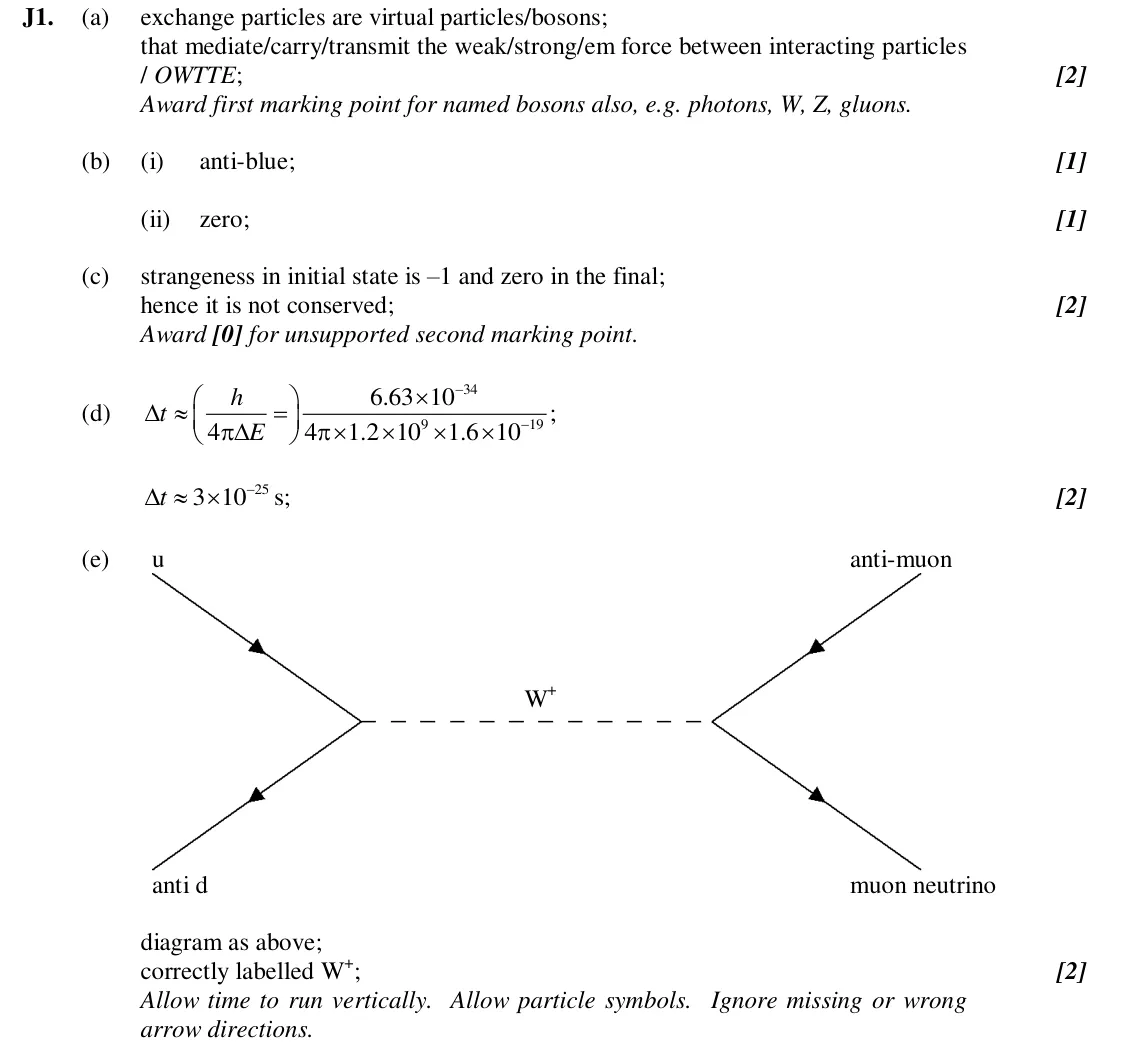 J1. (a) exchange particles are virtual particles/bosons;
that mediate/carry/transmit the weak/strong/em force between interacting particles
/ OWTTE; [2]
Award first marking point for named bosons also, e.g. photons, W, Z, gluons.
(b) (i) anti-blue; [1]
(ii) zero; [1]
(c) strangeness in initial state is –1 and zero in the final;
hence it is not conserved; [2]
Award [0] for unsupported second marking point.
(d) Δt ≈ (h/4πΔE =) 6.63×10⁻³⁴/4π×1.2×10⁹×1.6×10⁻¹⁹;
Δt ≈ 3×10⁻²⁵ s; [2]
(e) u anti-muon
W⁺
anti d muon neutrino
diagram as above;
correctly labelled W⁺; [2]
Allow time to run vertically. Allow particle symbols. Ignore missing or wrong
arrow directions.